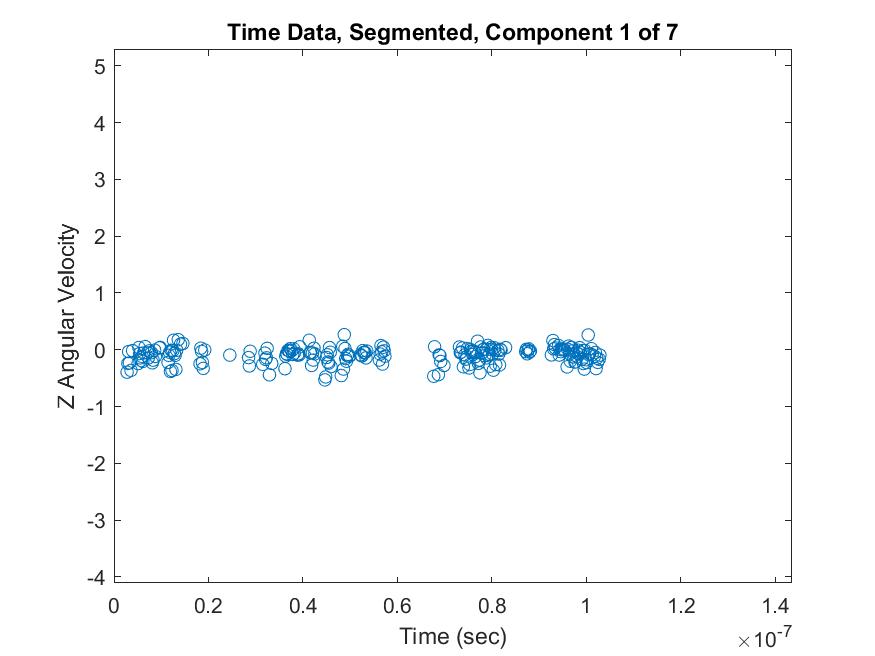 Time Data, Segmented, Component 1 of 7
5
4
3
2
1
0
-1
-2
-3
-4
Z Angular Velocity
0 0.2 0.4 0.6 0.8 1 1.2 1.4
Time (sec)
×10-7